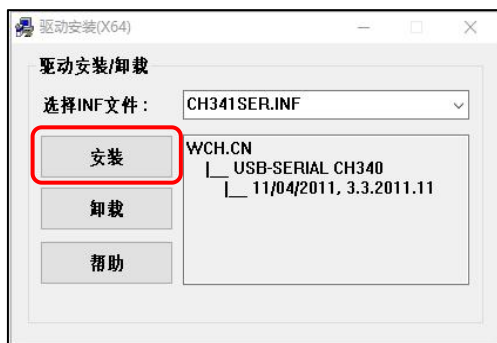 驱动安装(X64)
驱动安装/卸载
选择INF文件：
CH341SER.INF
安装
WCH.CN
|__ USB-SERIAL CH340
|__ 11/04/2011, 3.3.2011.11
卸载
帮助